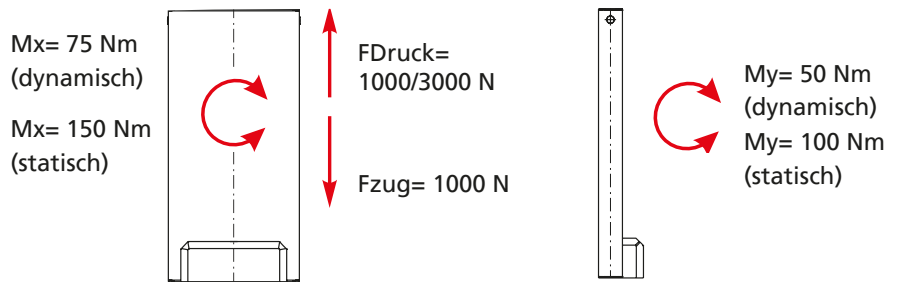 Mx= 75 Nm
(dynamisch)
Mx= 150 Nm
(statisch)
FDruck=
1000/3000 N
Fzug= 1000 N
My= 50 Nm
(dynamisch)
My= 100 Nm
(statisch)